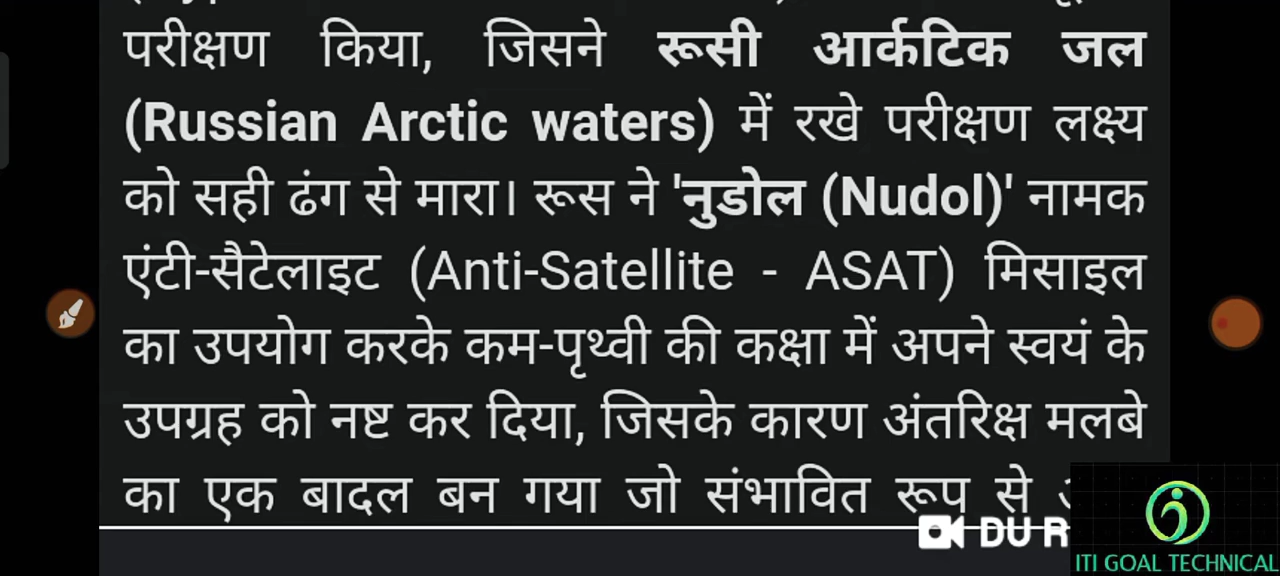 परीक्षण किया, जिसने रूसी आर्कटिक जल
(Russian Arctic waters) में रखे परीक्षण लक्ष्य
को सही ढंग से मारा। रूस ने 'नुडोल (Nudol)' नामक
एंटी-सैटेलाइट (Anti-Satellite - ASAT) मिसाइल
का उपयोग करके कम-पृथ्वी की कक्षा में अपने स्वयं के
उपग्रह को नष्ट कर दिया, जिसके कारण अंतरिक्ष मलबे
का एक बादल बन गया जो संभावित रूप से
DU R
ITI GOAL TECHNICAL